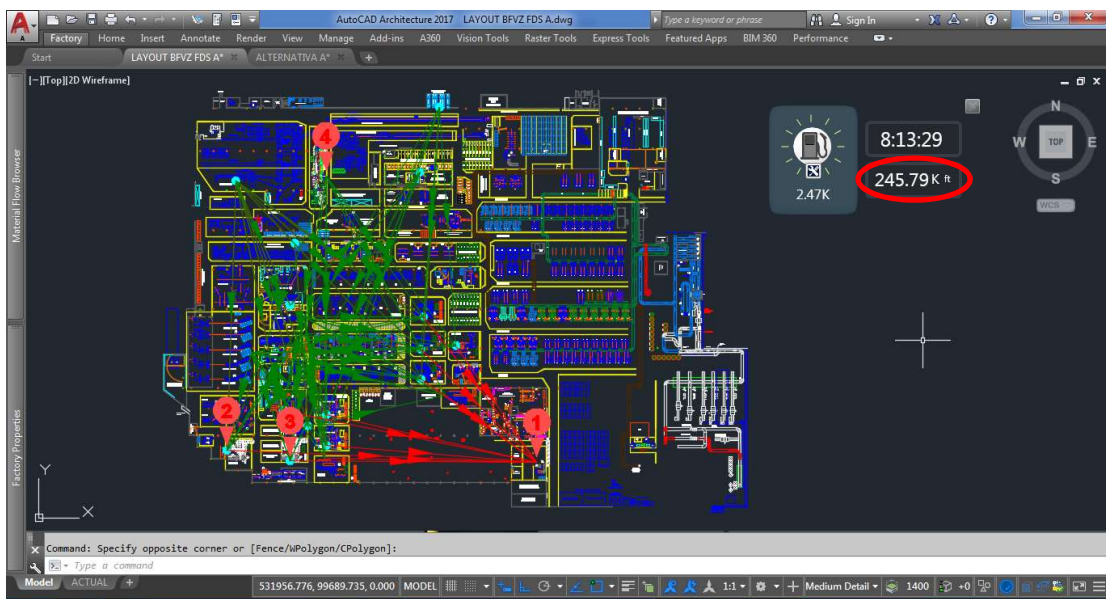 AutoCAD Architecture 2017 LAYOUT BFVZ FDS A.dwg
Type a keyword or phrase
Sign In
Factory Home Insert Annotate Render View Manage Add-ins A360 Vision Tools Raster Tools Express Tools Featured Apps BIM 360 Performance
Start LAYOUT BFVZ FDS A* ALTERNATIVA A* +
[−][Top][2D Wireframe]
N
W TOP E
S
WCS
8:13:29
245.79 K ft
2.47K
4
2
3
1
P
Material Flow Browser
Factory Properties
Y
X
Command: Specify opposite corner or [Fence/WPolygon/CPolygon]:
Type a command
Model ACTUAL +
531956.776, 99689.735, 0.000 MODEL 1:1 Medium Detail 1400 +0